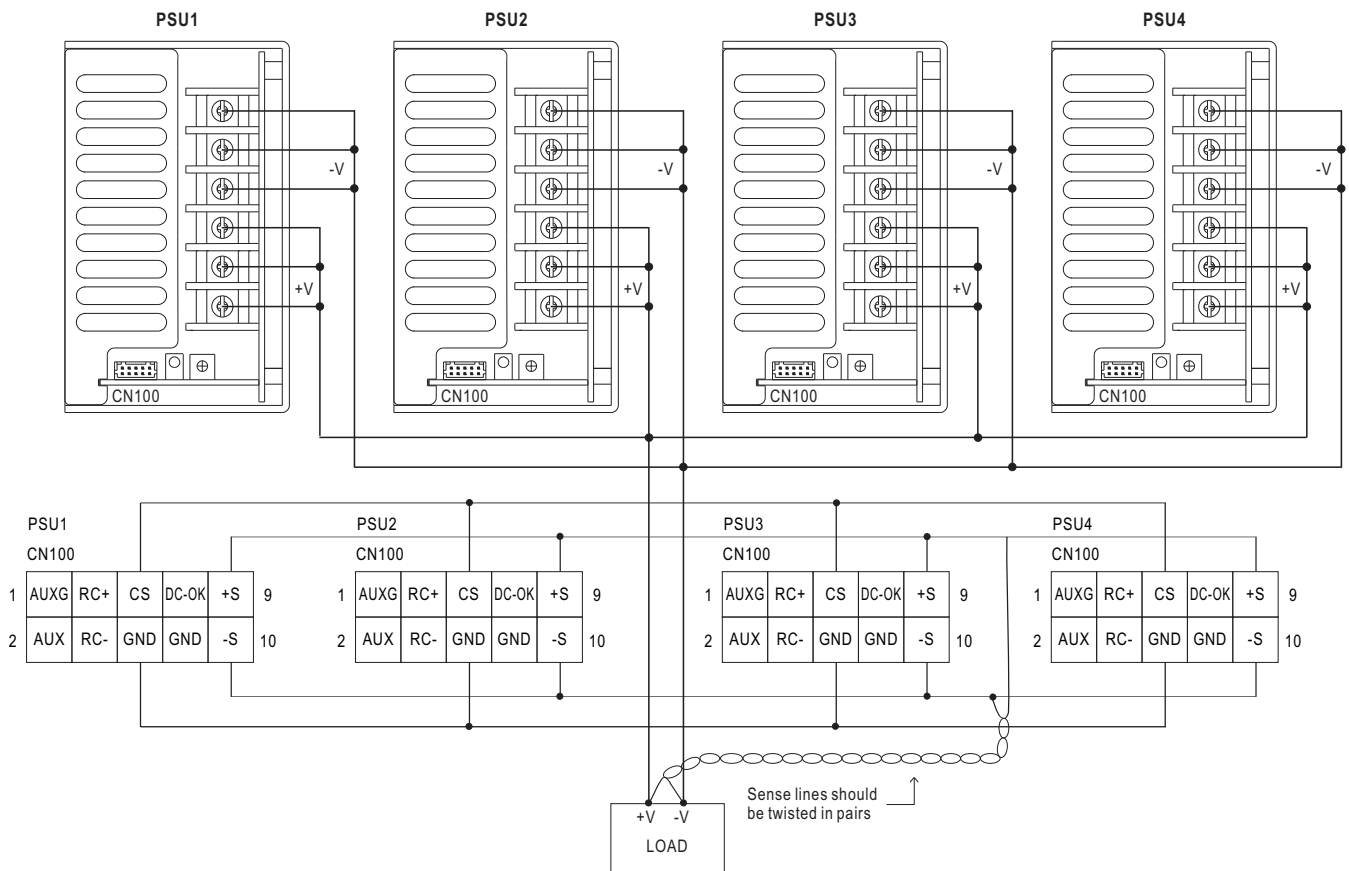 PSU1 PSU2 PSU3 PSU4
-V -V -V -V
+V +V +V +V
CN100 CN100 CN100 CN100
PSU1 PSU2 PSU3 PSU4
CN100 CN100 CN100 CN100
1 AUXG RC+ CS DC-OK +S 9 1 AUXG RC+ CS DC-OK +S 9 1 AUXG RC+ CS DC-OK +S 9 1 AUXG RC+ CS DC-OK +S 9
2 AUX RC- GND GND -S 10 2 AUX RC- GND GND -S 10 2 AUX RC- GND GND -S 10 2 AUX RC- GND GND -S 10
Sense lines should
be twisted in pairs
+V -V
LOAD